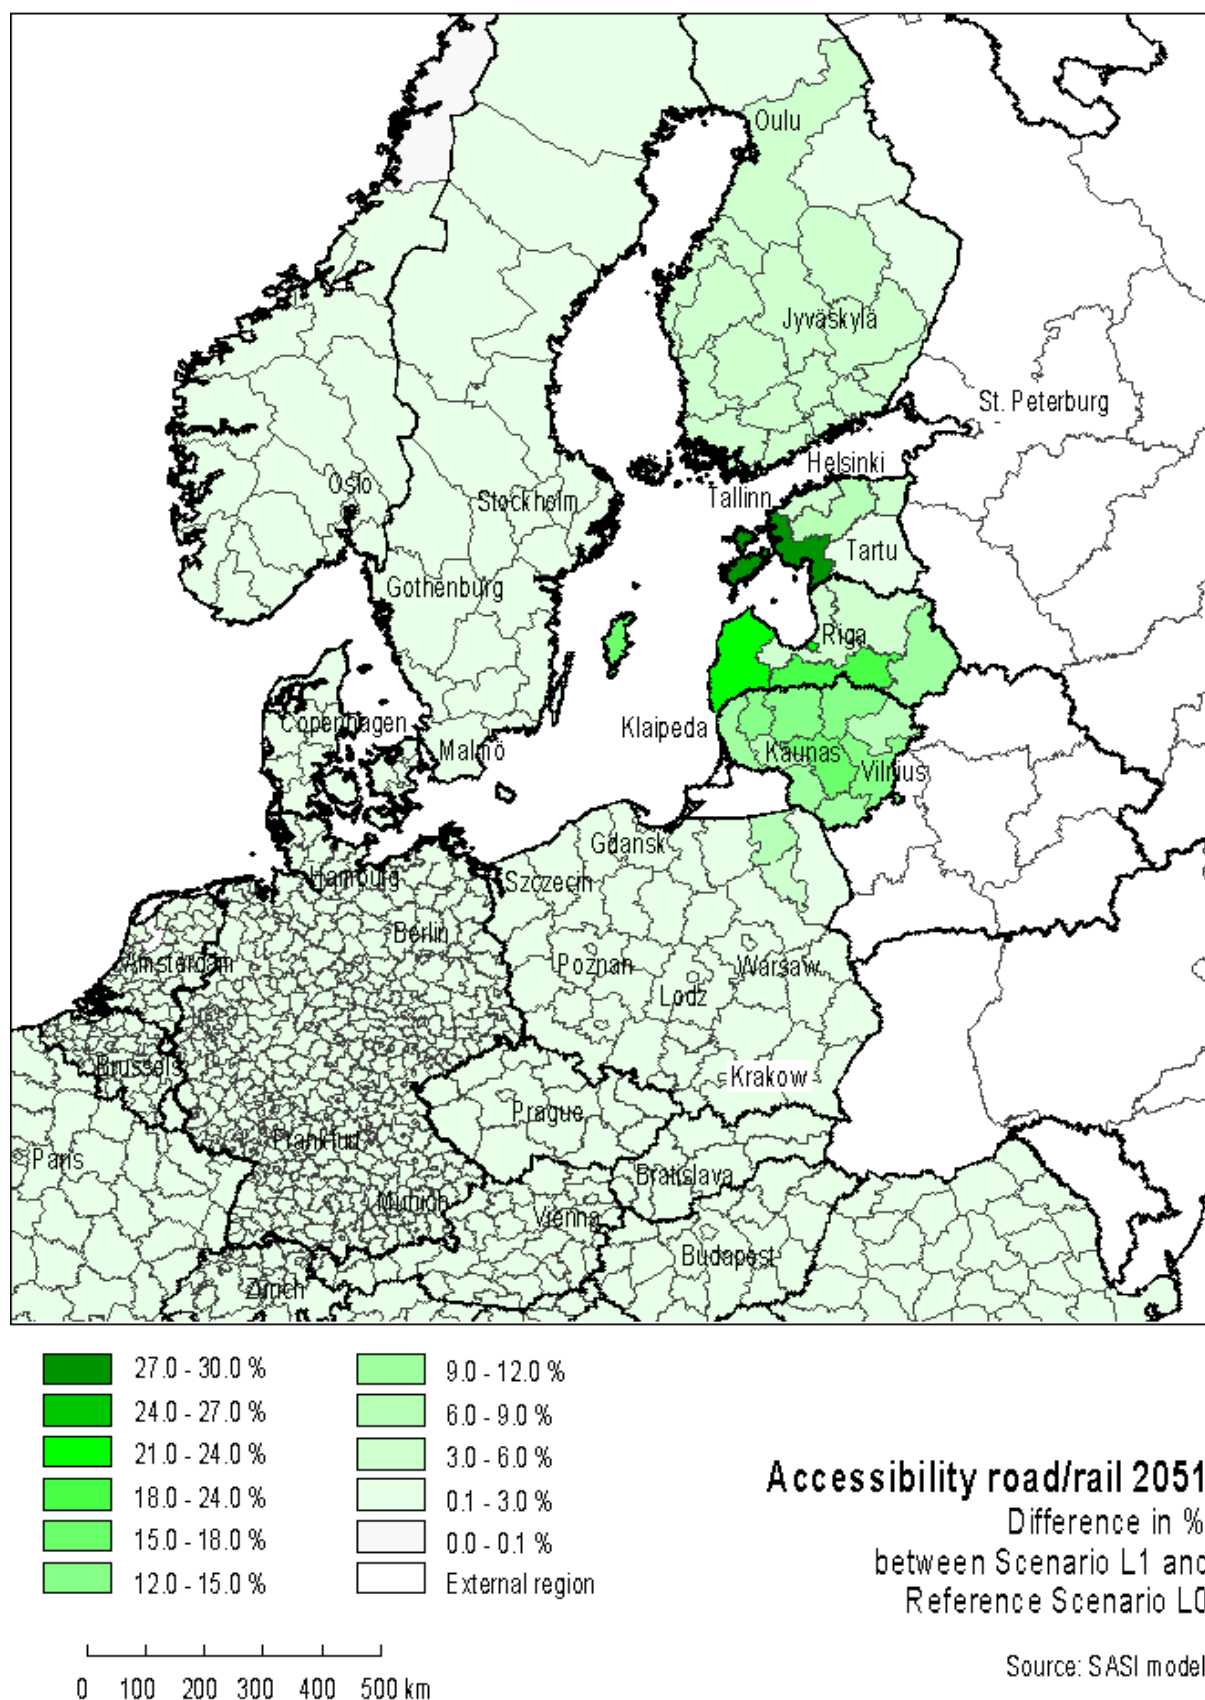 Oulu
Jyväskylä
St. Peterburg
Helsinki
Oslo
Stockholm
Tallinn
Tartu
Gothenburg
Riga
Copenhagen
Klaipeda
Malmö
Kaunas
Vilnius
Gdansk
Hamburg
Szczecin
Berlin
Amsterdam
Poznan
Warsaw
Lodz
Brussels
Krakow
Prague
Frankfurt
Paris
Bratislava
Munich
Vienna
Budapest
Zurich
27.0 - 30.0 %
24.0 - 27.0 %
21.0 - 24.0 %
18.0 - 24.0 %
15.0 - 18.0 %
12.0 - 15.0 %
9.0 - 12.0 %
6.0 - 9.0 %
3.0 - 6.0 %
0.1 - 3.0 %
0.0 - 0.1 %
External region
Accessibility road/rail 2051
Difference in %
between Scenario L1 and
Reference Scenario L0
Source: SASI model
0 100 200 300 400 500 km